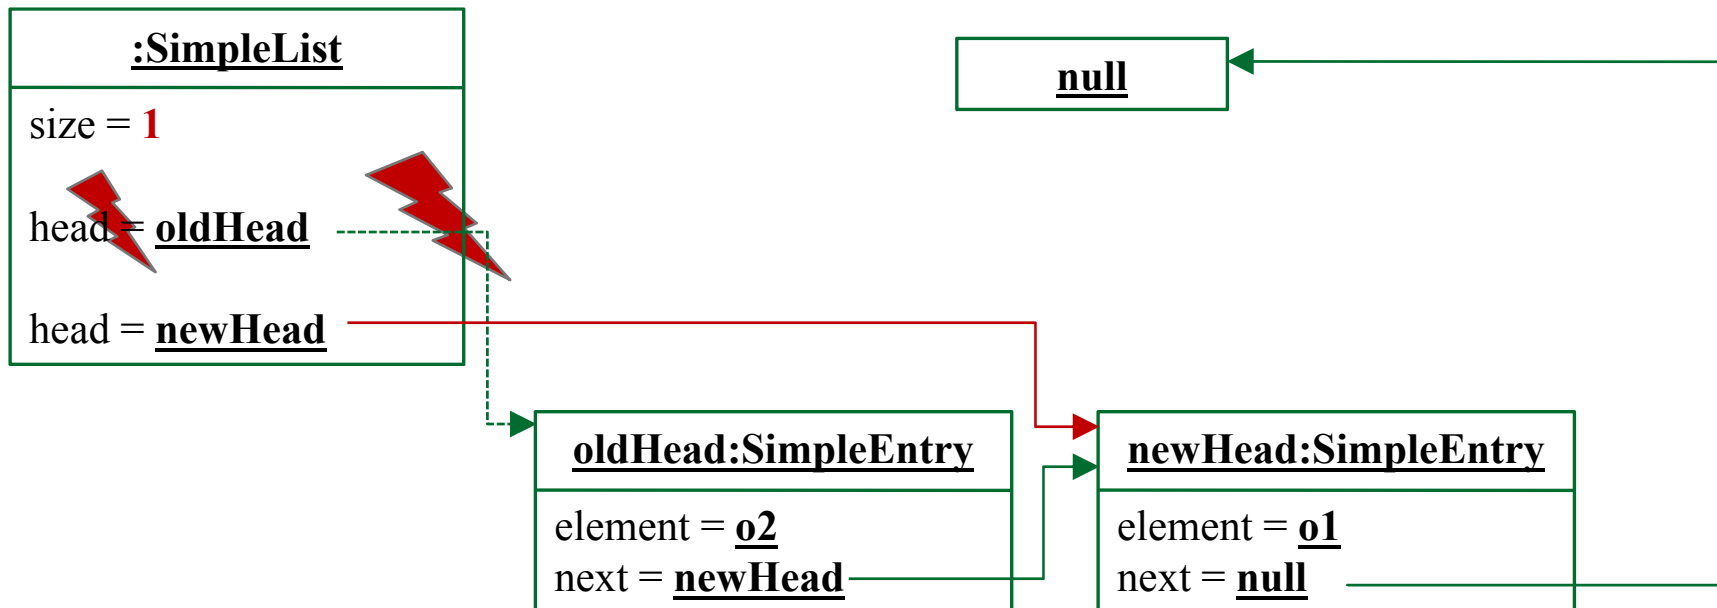 :SimpleList
null
size = 1
head = oldHead
head = newHead
oldHead:SimpleEntry
newHead:SimpleEntry
element = o2
next = newHead
element = o1
next = null